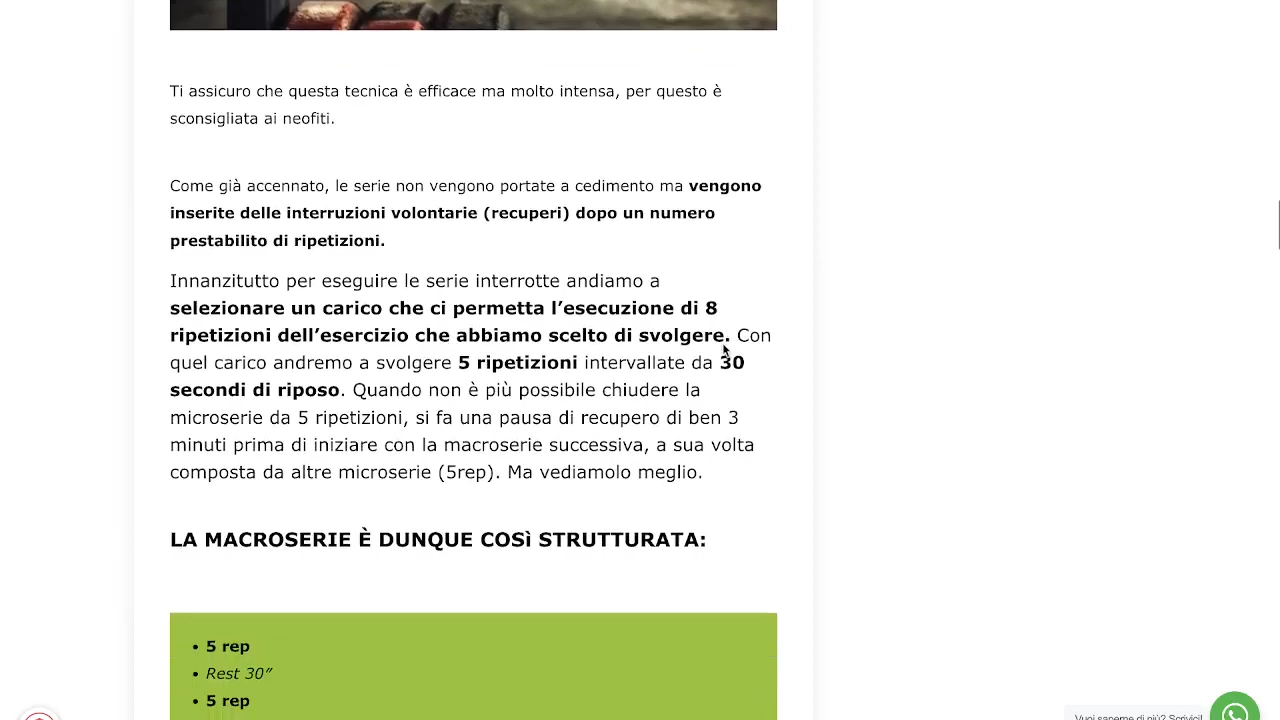 Ti assicuro che questa tecnica è efficace ma molto intensa, per questo è
sconsigliata ai neofiti.
Come già accennato, le serie non vengono portate a cedimento ma vengono
inserite delle interruzioni volontarie (recuperi) dopo un numero
prestabilito di ripetizioni.
Innanzitutto per eseguire le serie interrotte andiamo a
selezionare un carico che ci permetta l’esecuzione di 8
ripetizioni dell’esercizio che abbiamo scelto di svolgere. Con
quel carico andremo a svolgere 5 ripetizioni intervallate da 30
secondi di riposo. Quando non è più possibile chiudere la
microserie da 5 ripetizioni, si fa una pausa di recupero di ben 3
minuti prima di iniziare con la macroserie successiva, a sua volta
composta da altre microserie (5rep). Ma vediamolo meglio.
LA MACROSERIE È DUNQUE COSì STRUTTURATA:
• 5 rep
• Rest 30″
• 5 rep
Vuoi saperne di più? Scrivici!